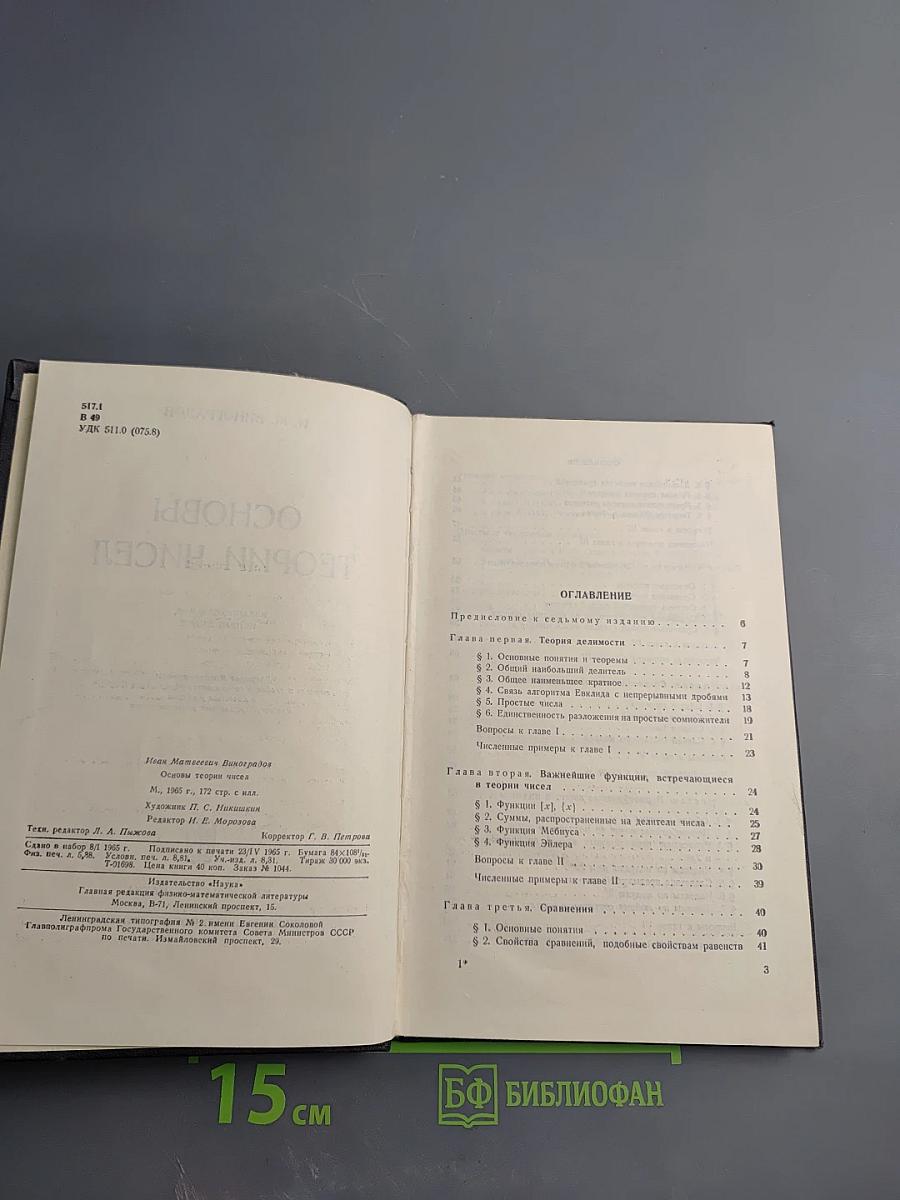 517.1
В 49
УДК 511.0 (075.8)
ОСНОВЫ
ТЕОРИИ ЧИСЕЛ
Иван Матвеевич Виноградов
Основы теории чисел
М., 1965 г., 172 стр. с илл.
Художник П. С. Никишкин
Редактор И. Е. Морозова
Техн. редактор Л. А. Пыжова Корректор Г. В. Петрова
Сдано в набор 8/I 1965 г. Подписано к печати 23/IV 1965 г. Бумага 84×108¹/₃₂.
Физ. печ. л. 5,38. Условн. печ. л. 8,81. Уч.-изд. л. 8,31. Тираж 30 000 экз.
Т-01698. Цена книги 40 коп. Заказ № 1044.
Издательство «Наука»
Главная редакция физико-математической литературы
Москва, В-71, Ленинский проспект, 15.
Ленинградская типография № 2 имени Евгении Соколовой
Главполиграфпрома Государственного комитета Совета Министров СССР
по печати. Измайловский проспект, 29.
ОГЛАВЛЕНИЕ
Предисловие к седьмому изданию . . . . . . . . 6
Глава первая. Теория делимости . . . . . . . . . . . 7
§ 1. Основные понятия и теоремы . . . . . . . . . . . 7
§ 2. Общий наибольший делитель . . . . . . . . . . . 8
§ 3. Общее наименьшее кратное . . . . . . . . . . . 12
§ 4. Связь алгоритма Евклида с непрерывными дробями 13
§ 5. Простые числа . . . . . . . . . . . . . . . . . 18
§ 6. Единственность разложения на простые сомножители 19
Вопросы к главе I . . . . . . . . . . . . . . . . . 21
Численные примеры к главе I . . . . . . . . . . . . 23
Глава вторая. Важнейшие функции, встречающиеся
в теории чисел . . . . . . . . . . . . . . . . . . 24
§ 1. Функции [x], {x} . . . . . . . . . . . . . . . . 24
§ 2. Суммы, распространенные на делители числа . . . 25
§ 3. Функция Мёбиуса . . . . . . . . . . . . . . . . 27
§ 4. Функция Эйлера . . . . . . . . . . . . . . . . 28
Вопросы к главе II . . . . . . . . . . . . . . . . . 30
Численные примеры к главе II . . . . . . . . . . . . 39
Глава третья. Сравнения . . . . . . . . . . . . . . 40
§ 1. Основные понятия . . . . . . . . . . . . . . . 40
§ 2. Свойства сравнений, подобные свойствам равенств 41
1*
3
15 см
БФ БИБЛИОФАН